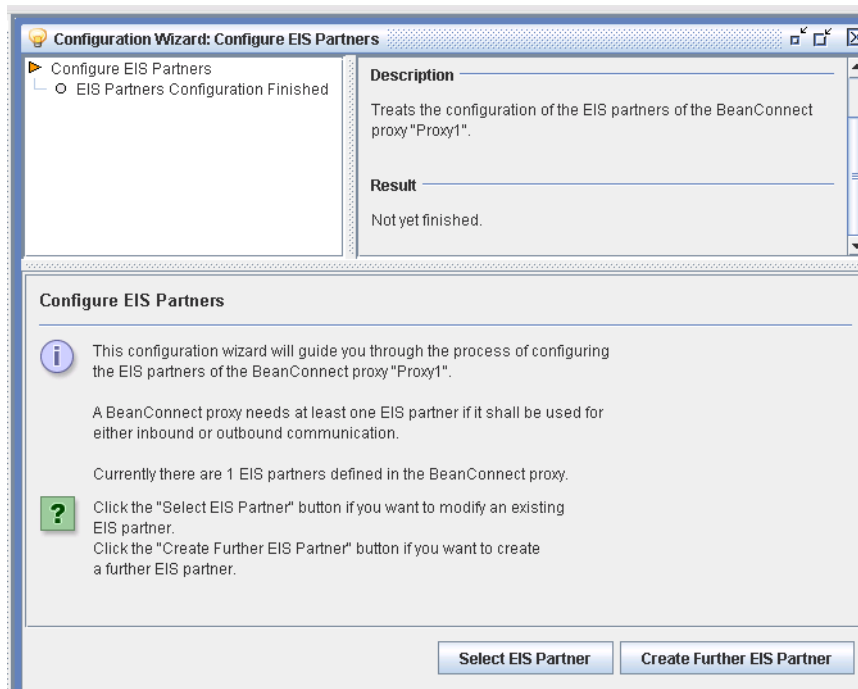 Configuration Wizard: Configure EIS Partners
Configure EIS Partners
EIS Partners Configuration Finished
Description
Treats the configuration of the EIS partners of the BeanConnect
proxy "Proxy1".
Result
Not yet finished.
Configure EIS Partners
i
This configuration wizard will guide you through the process of configuring
the EIS partners of the BeanConnect proxy "Proxy1".
A BeanConnect proxy needs at least one EIS partner if it shall be used for
either inbound or outbound communication.
Currently there are 1 EIS partners defined in the BeanConnect proxy.
?
Click the "Select EIS Partner" button if you want to modify an existing
EIS partner.
Click the "Create Further EIS Partner" button if you want to create
a further EIS partner.
Select EIS Partner
Create Further EIS Partner